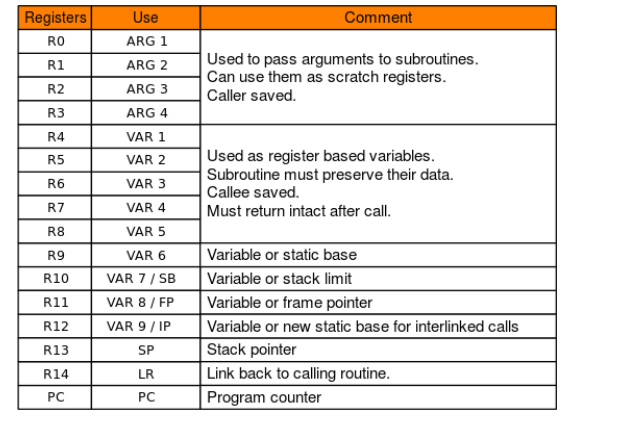 Registers Use Comment
R0 ARG 1
R1 ARG 2
R2 ARG 3
R3 ARG 4
Used to pass arguments to subroutines.
Can use them as scratch registers.
Caller saved.
R4 VAR 1
R5 VAR 2
R6 VAR 3
R7 VAR 4
R8 VAR 5
Used as register based variables.
Subroutine must preserve their data.
Callee saved.
Must return intact after call.
R9 VAR 6 Variable or static base
R10 VAR 7 / SB Variable or stack limit
R11 VAR 8 / FP Variable or frame pointer
R12 VAR 9 / IP Variable or new static base for interlinked calls
R13 SP Stack pointer
R14 LR Link back to calling routine.
PC PC Program counter